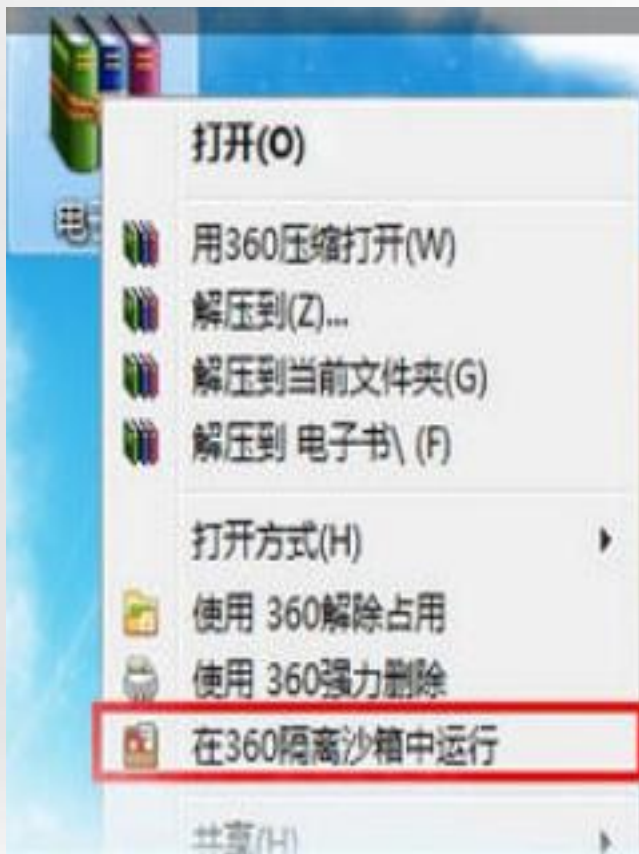 打开(O)
电
用360压缩打开(W)
解压到(Z)...
解压到当前文件夹(G)
解压到 电子书\ (F)
打开方式(H)
使用 360解除占用
使用 360强力删除
在360隔离沙箱中运行
共享(H)